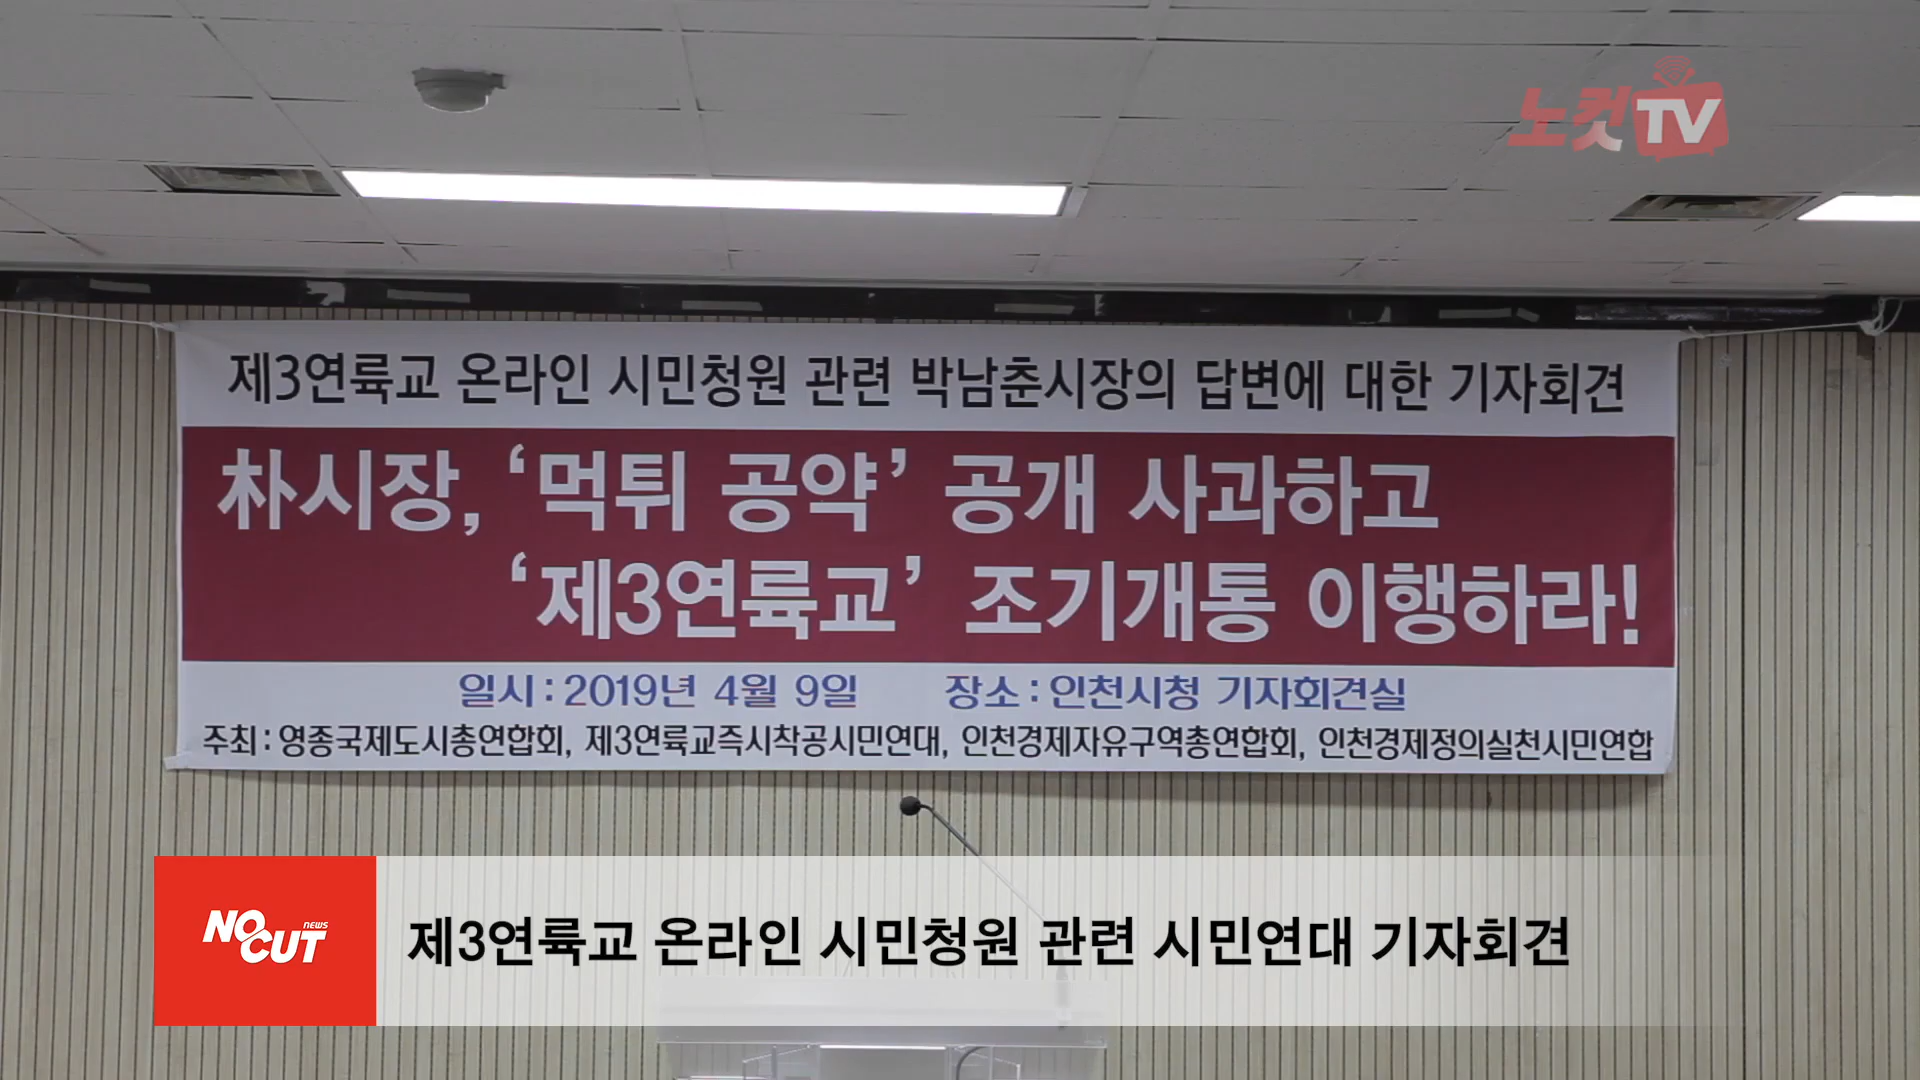 노컷TV
제3연륙교 온라인 시민청원 관련 박남춘시장의 답변에 대한 기자회견
朴시장, ‘먹튀 공약’ 공개 사과하고
‘제3연륙교’ 조기개통 이행하라!
일시 : 2019년 4월 9일 장소 : 인천시청 기자회견실
주최 : 영종국제도시총연합회, 제3연륙교즉시착공시민연대, 인천경제자유구역총연합회, 인천경제정의실천시민연합
NOCUT NEWS 제3연륙교 온라인 시민청원 관련 시민연대 기자회견